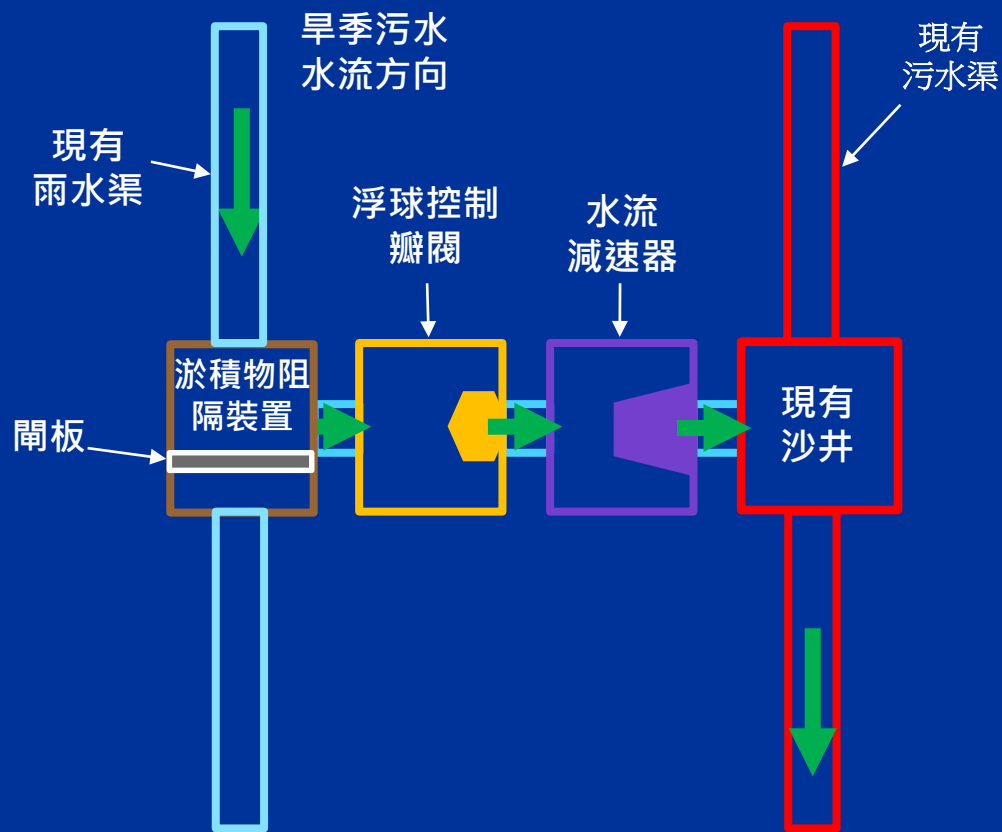 旱季污水
水流方向
現有
污水渠
現有
雨水渠
浮球控制
瓣閥
水流
減速器
淤積物阻
隔裝置
閘板
現有
沙井